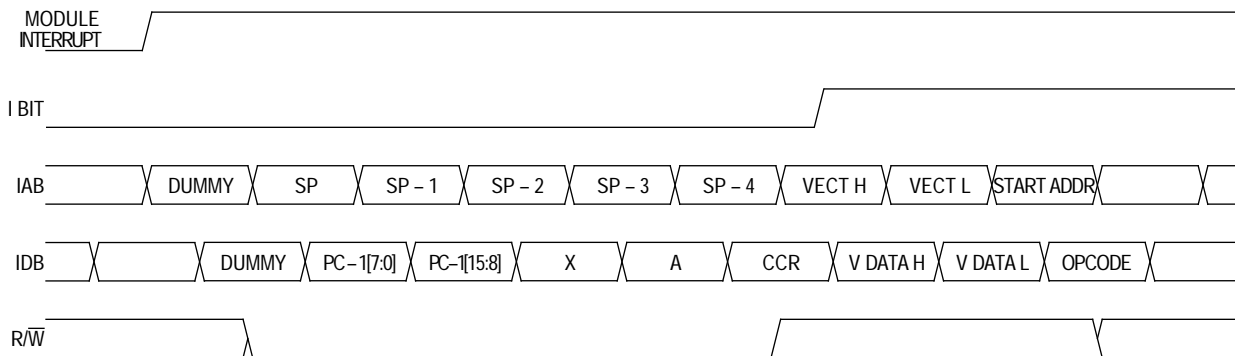 MODULE
INTERRUPT
I BIT
IAB DUMMY SP SP – 1 SP – 2 SP – 3 SP – 4 VECT H VECT L START ADDR
IDB DUMMY PC – 1[7:0] PC–1[15:8] X A CCR V DATA H V DATA L OPCODE
R/W̅